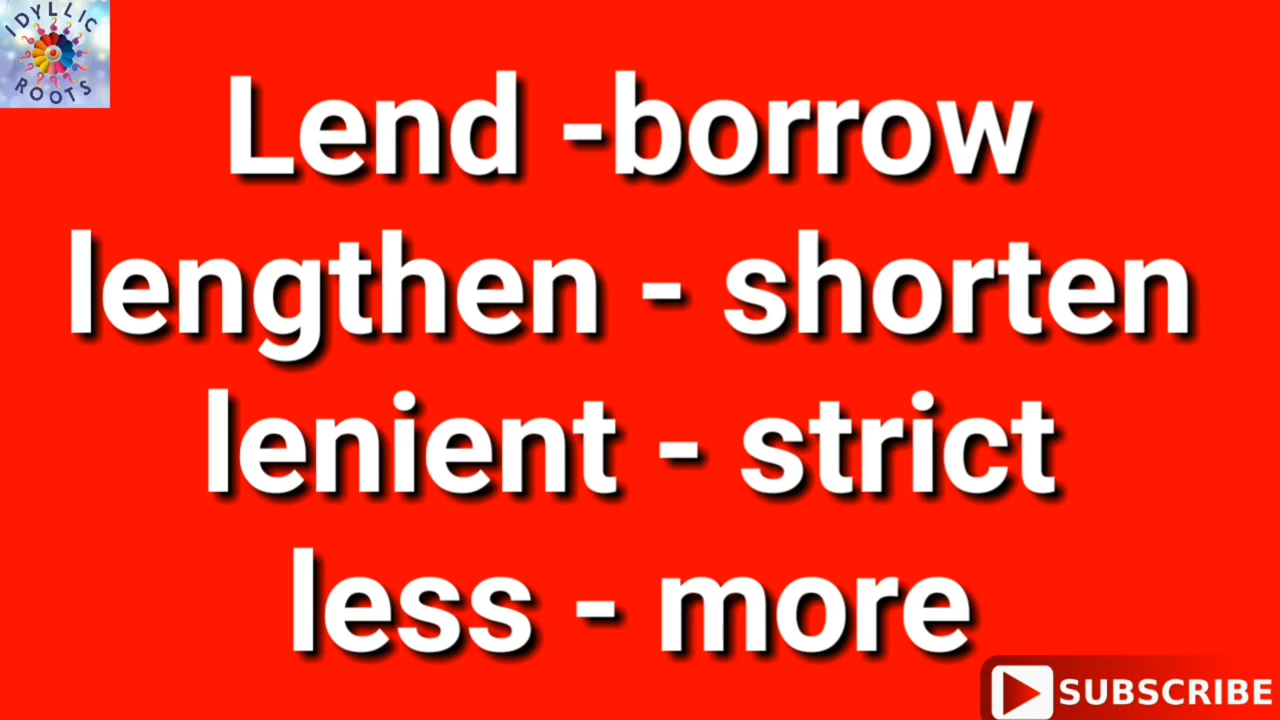 IDYLLIC
ROOTS
Lend -borrow
lengthen - shorten
lenient - strict
less - more
SUBSCRIBE